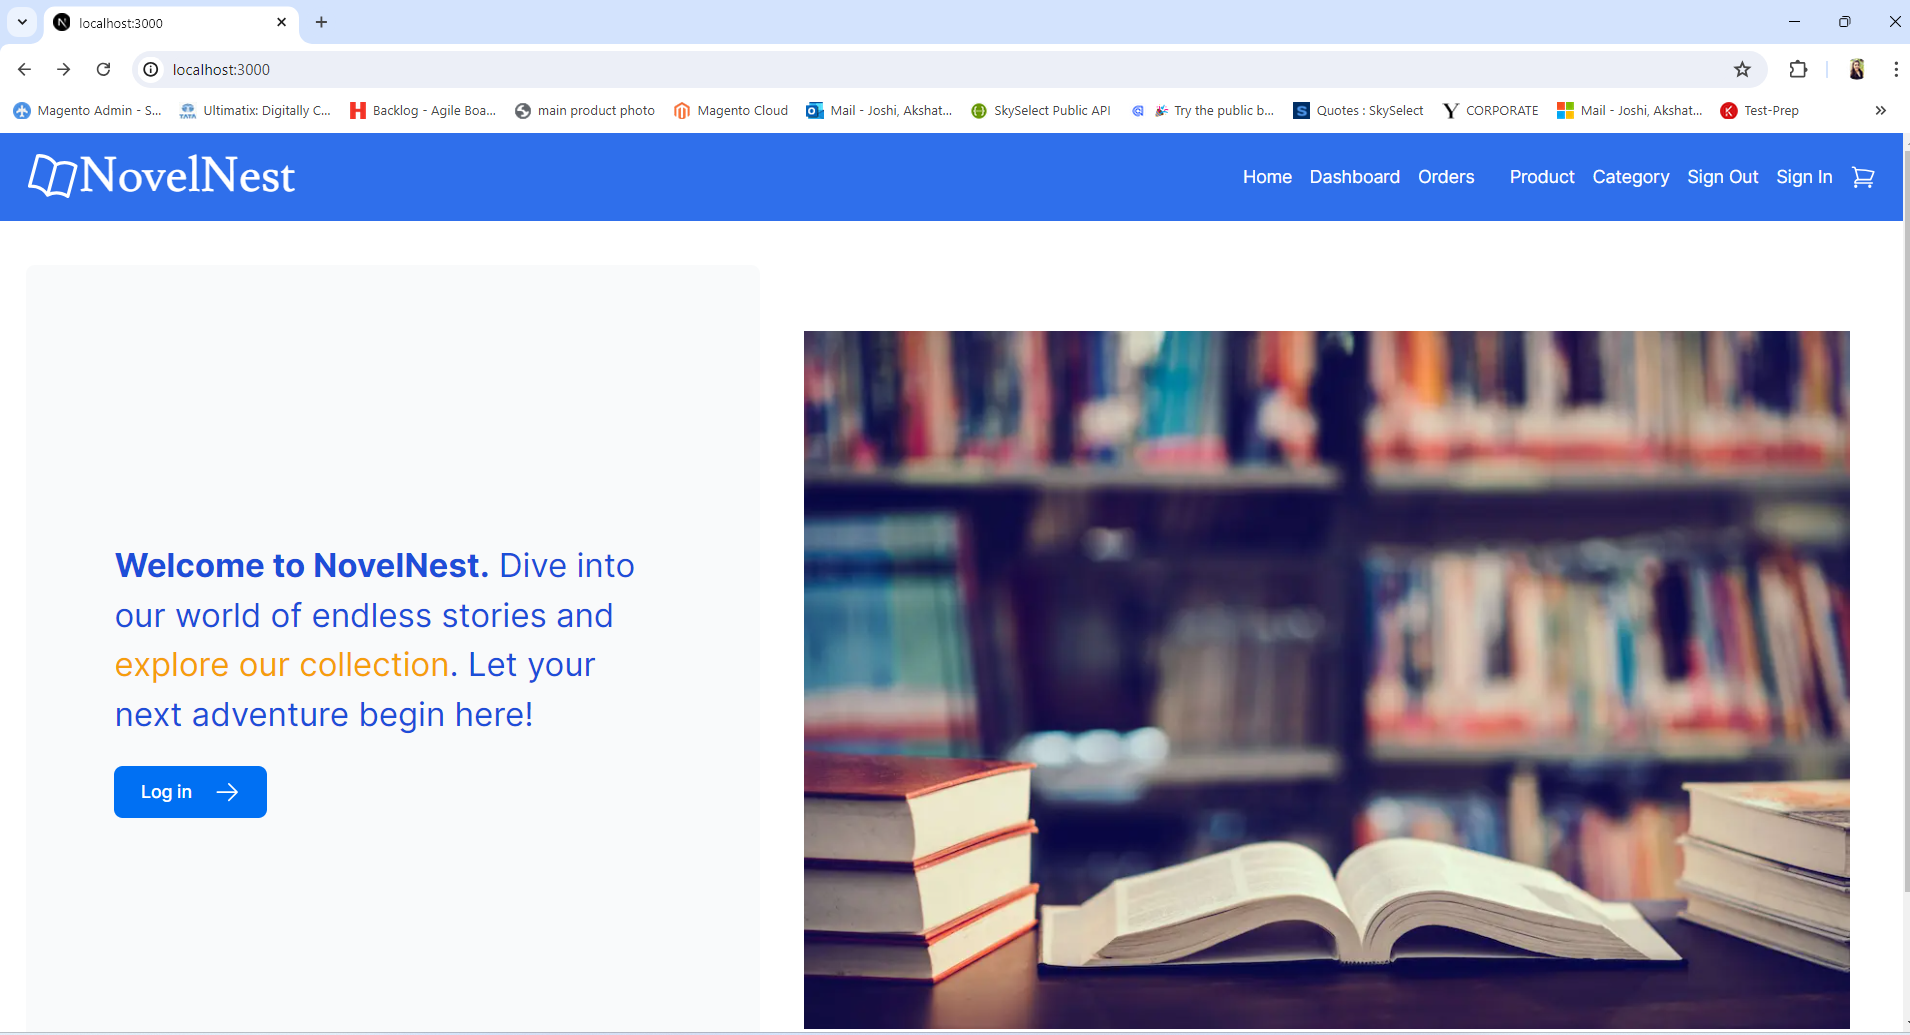 localhost:3000
localhost:3000
Magento Admin - S... Ultimatix: Digitally C... Backlog - Agile Boa... main product photo Magento Cloud Mail - Joshi, Akshat... SkySelect Public API Try the public b... Quotes : SkySelect CORPORATE Mail - Joshi, Akshat... Test-Prep
NovelNest Home Dashboard Orders Product Category Sign Out Sign In
Welcome to NovelNest. Dive into
our world of endless stories and
explore our collection. Let your
next adventure begin here!
Log in